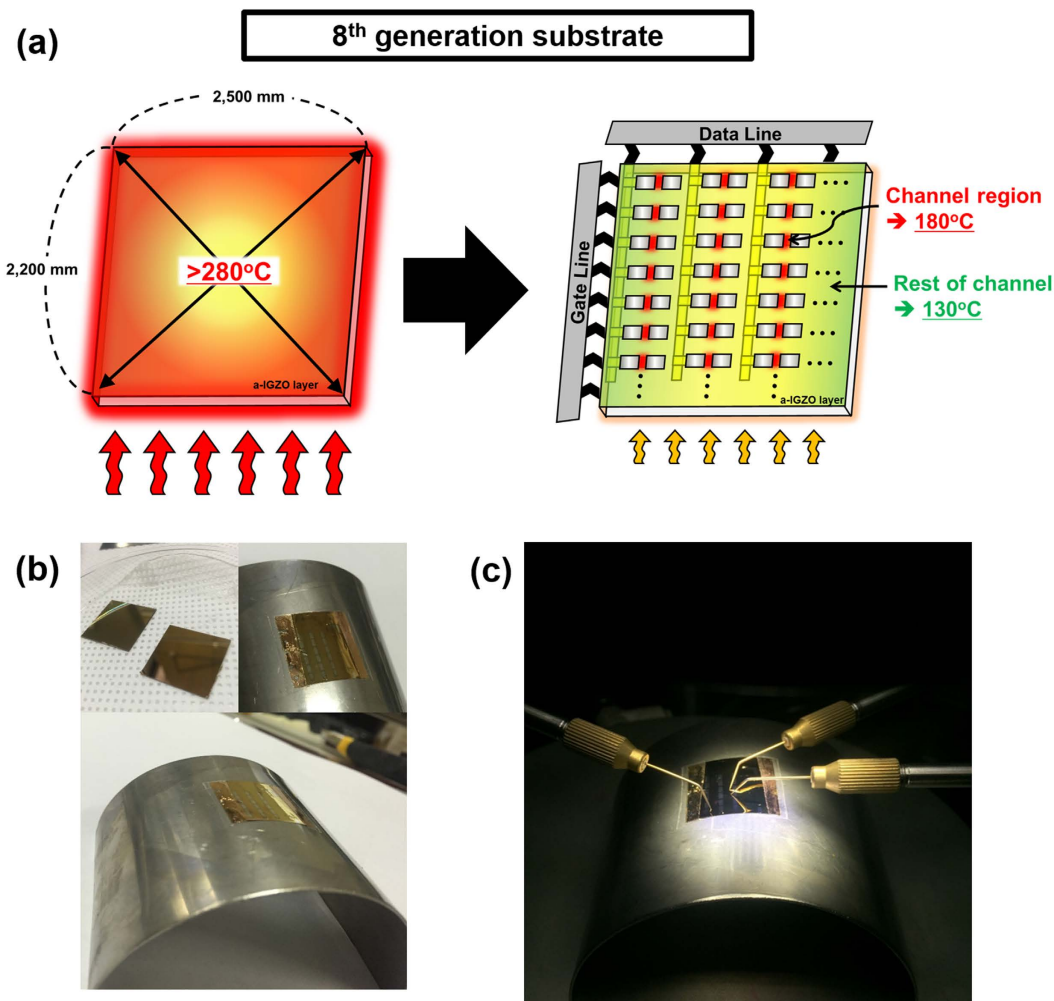 (a)
8th generation substrate
2,500 mm
2,200 mm
>280°C
a-IGZO layer
Data Line
Gate Line
Channel region
➔ 180°C
Rest of channel
➔ 130°C
a-IGZO layer
(b)
(c)